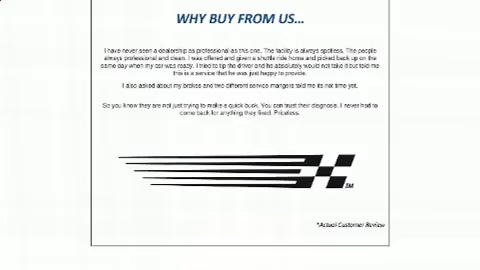 WHY BUY FROM US...
I have never seen a dealership as professional as this one. The facility is always spotless. The people
always professional and clean. I was offered and given a shuttle ride home and picked back up on the
same day when my car was ready. I tried to tip the driver and he absolutely would not take it but told me
this is a service that he was just happy to provide.
I also asked about my brakes and two different service mangers told me its not time yet.
So you know they are not just trying to make a quick buck. You can trust their diagnose. I never had to
come back for anything they fixed. Priceless.
SM
*Actual Customer Review